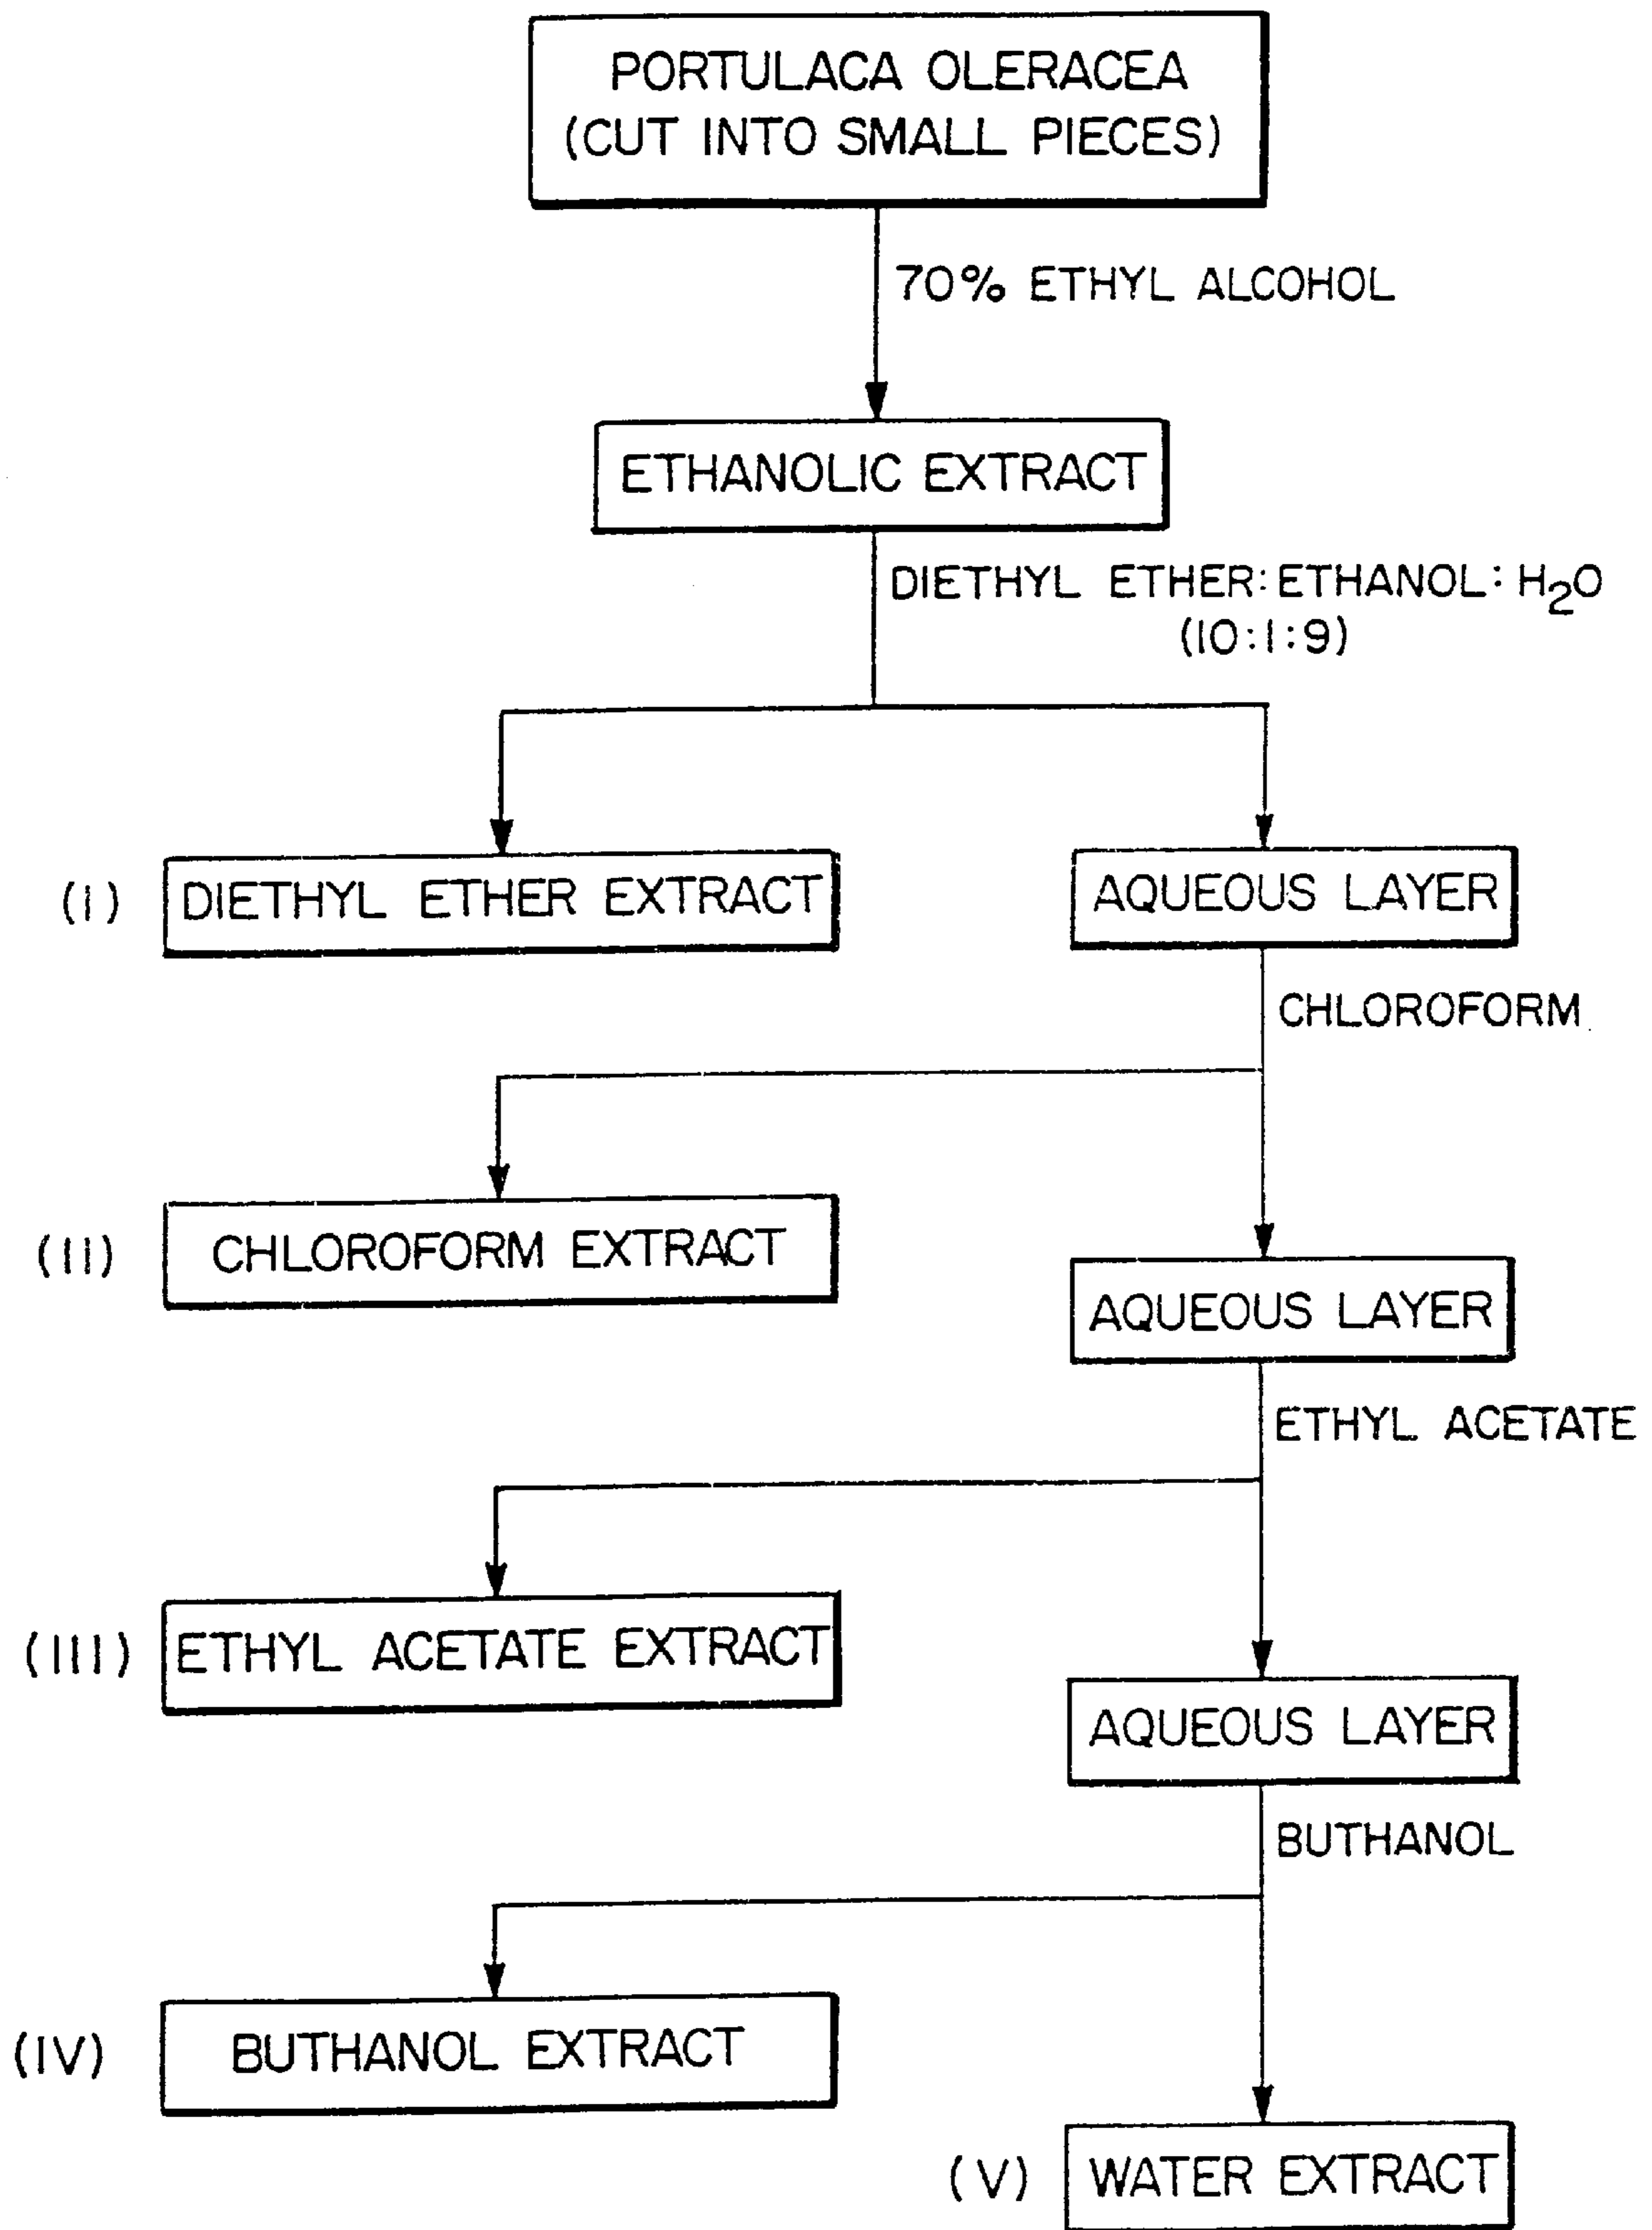 PORTULACA OLERACEA
(CUT INTO SMALL PIECES)
70% ETHYL ALCOHOL
ETHANOLIC EXTRACT
DIETHYL ETHER:ETHANOL:H₂O
(10:1:9)
(I) DIETHYL ETHER EXTRACT
AQUEOUS LAYER
CHLOROFORM
(II) CHLOROFORM EXTRACT
AQUEOUS LAYER
ETHYL ACETATE
(III) ETHYL ACETATE EXTRACT
AQUEOUS LAYER
BUTHANOL
(IV) BUTHANOL EXTRACT
(V) WATER EXTRACT